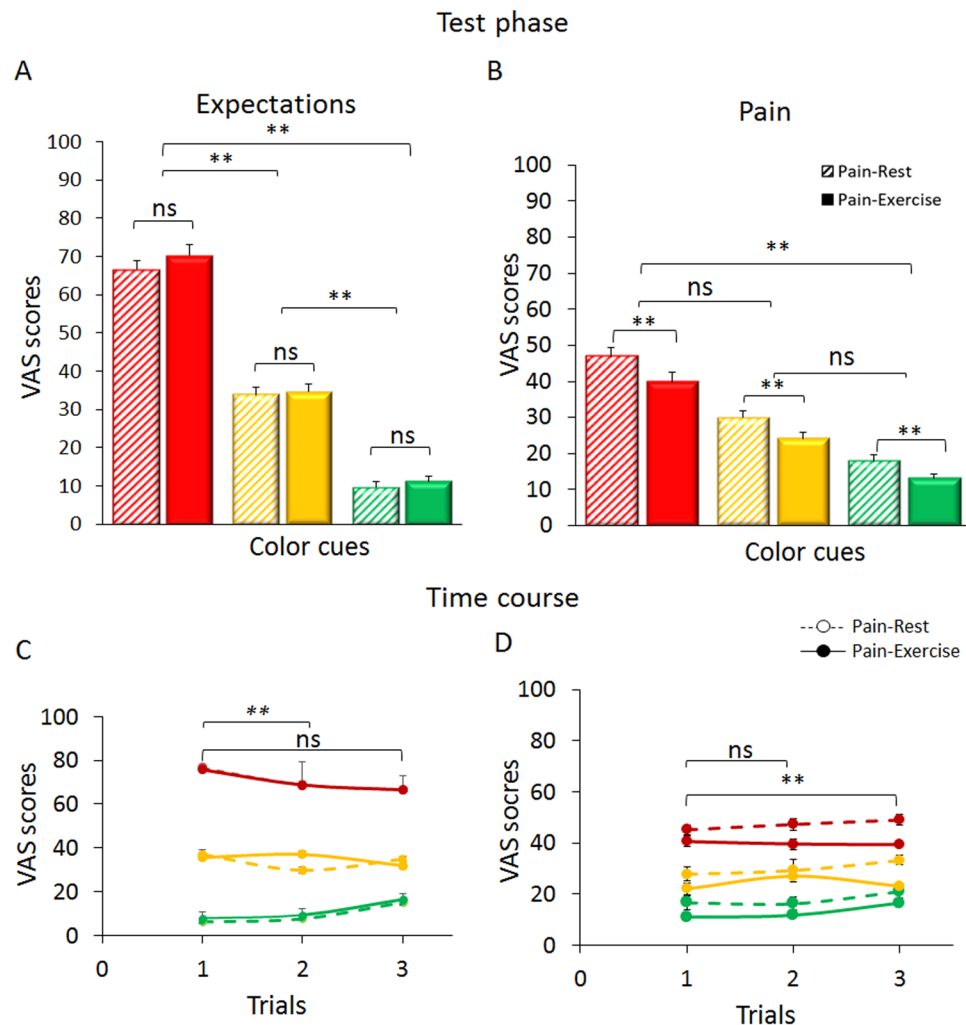 Test phase
A
B
Expectations
Pain
VAS scores
100
90
80
70
60
50
40
30
20
10
0
**
**
ns
**
ns
ns
Color cues
VAS scores
100
90
80
70
60
50
40
30
20
10
0
Pain-Rest
Pain-Exercise
**
ns
**
ns
**
**
Color cues
Time course
C
D
Pain-Rest
Pain-Exercise
VAS scores
100
80
60
40
20
0
**
ns
0 1 2 3
Trials
VAS socres
100
80
60
40
20
0
ns
**
0 1 2 3
Trials